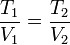 T₁/V₁ = T₂/V₂